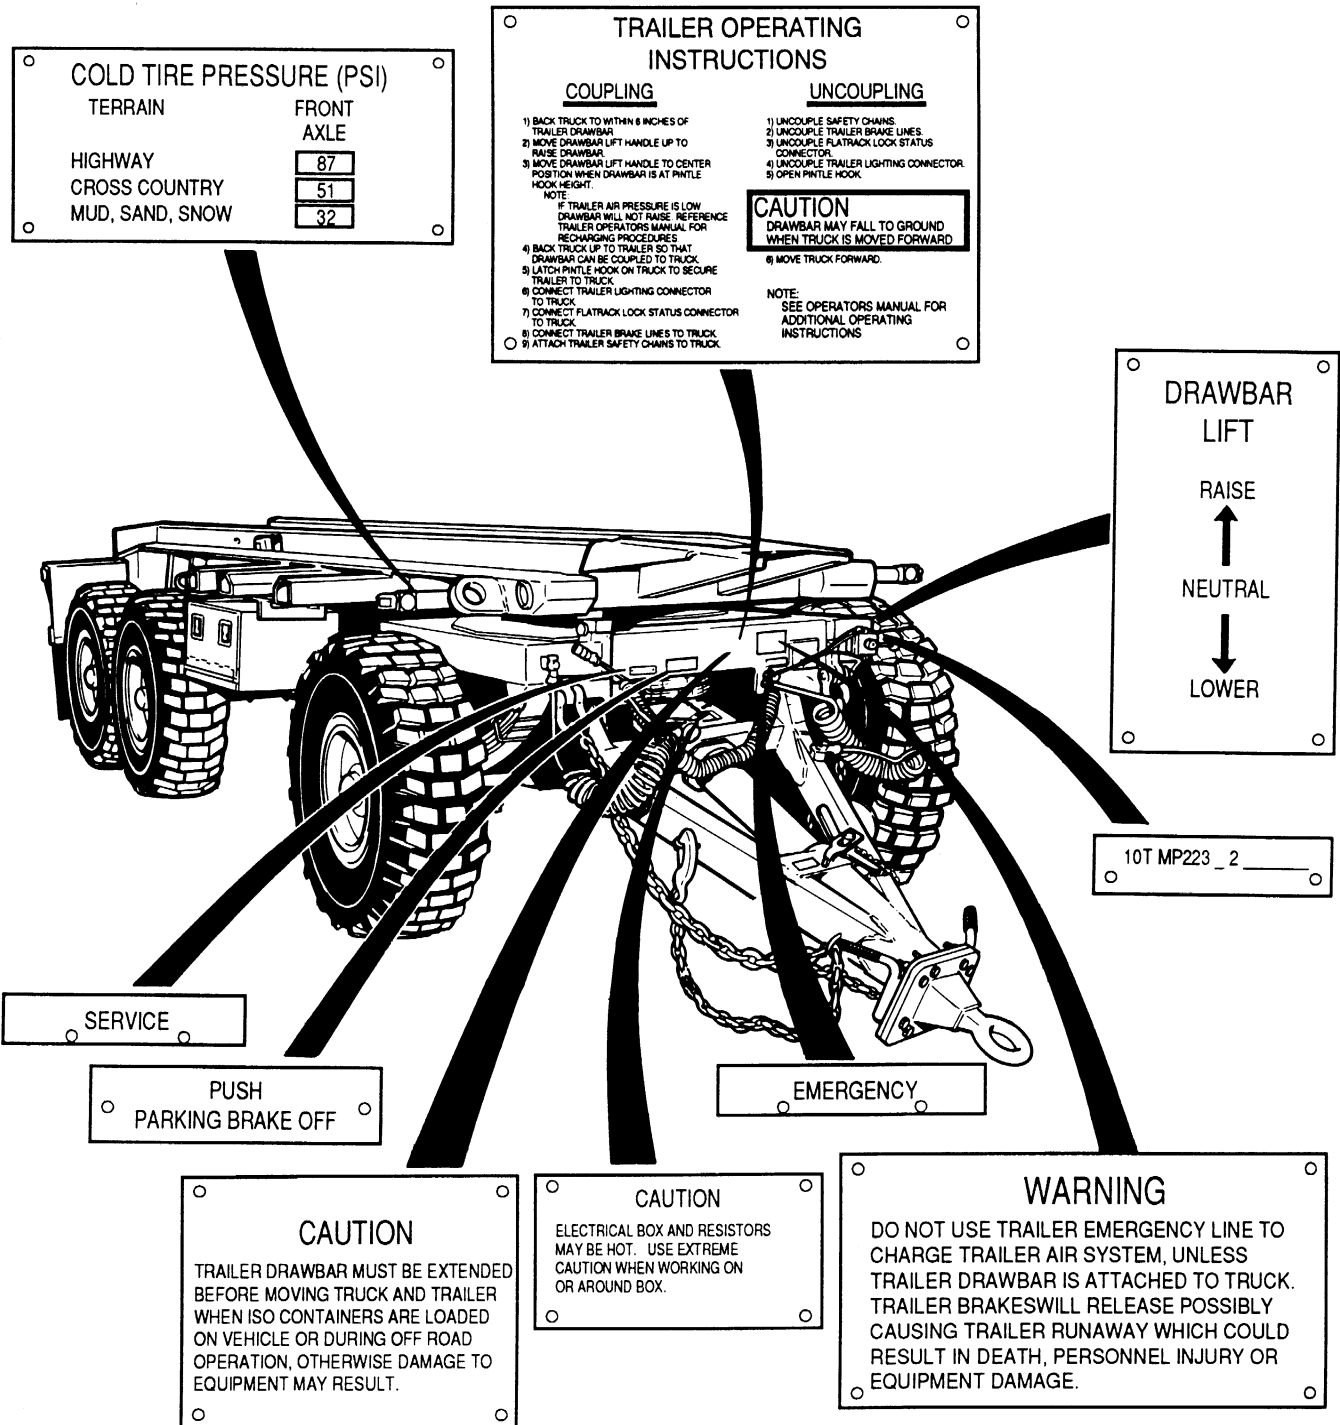 TRAILER OPERATING
INSTRUCTIONS
COUPLING
1) BACK TRUCK TO WITHIN 6 INCHES OF
TRAILER DRAWBAR
2) MOVE DRAWBAR LIFT HANDLE UP TO
RAISE DRAWBAR.
3) MOVE DRAWBAR LIFT HANDLE TO CENTER
POSITION WHEN DRAWBAR IS AT PINTLE
HOOK HEIGHT.
NOTE:
IF TRAILER AIR PRESSURE IS LOW
DRAWBAR WILL NOT RAISE. REFERENCE
TRAILER OPERATORS MANUAL FOR
RECHARGING PROCEDURES
4) BACK TRUCK UP TO TRAILER SO THAT
DRAWBAR CAN BE COUPLED TO TRUCK.
5) LATCH PINTLE HOOK ON TRUCK TO SECURE
TRAILER TO TRUCK
6) CONNECT TRAILER LIGHTING CONNECTOR
TO TRUCK
7) CONNECT FLATRACK LOCK STATUS CONNECTOR
TO TRUCK
8) CONNECT TRAILER BRAKE LINES TO TRUCK
9) ATTACH TRAILER SAFETY CHAINS TO TRUCK
UNCOUPLING
1) UNCOUPLE SAFETY CHAINS.
2) UNCOUPLE TRAILER BRAKE LINES.
3) UNCOUPLE FLATRACK LOCK STATUS
CONNECTOR.
4) UNCOUPLE TRAILER LIGHTING CONNECTOR.
5) OPEN PINTLE HOOK
CAUTION
DRAWBAR MAY FALL TO GROUND
WHEN TRUCK IS MOVED FORWARD
6) MOVE TRUCK FORWARD.
NOTE:
SEE OPERATORS MANUAL FOR
ADDITIONAL OPERATING
INSTRUCTIONS
COLD TIRE PRESSURE (PSI)
TERRAIN FRONT
AXLE
HIGHWAY 87
CROSS COUNTRY 51
MUD, SAND, SNOW 32
DRAWBAR
LIFT
RAISE
NEUTRAL
LOWER
10T MP223 _ 2 ______
SERVICE
PUSH
PARKING BRAKE OFF
EMERGENCY
CAUTION
TRAILER DRAWBAR MUST BE EXTENDED
BEFORE MOVING TRUCK AND TRAILER
WHEN ISO CONTAINERS ARE LOADED
ON VEHICLE OR DURING OFF ROAD
OPERATION, OTHERWISE DAMAGE TO
EQUIPMENT MAY RESULT.
CAUTION
ELECTRICAL BOX AND RESISTORS
MAY BE HOT. USE EXTREME
CAUTION WHEN WORKING ON
OR AROUND BOX.
WARNING
DO NOT USE TRAILER EMERGENCY LINE TO
CHARGE TRAILER AIR SYSTEM, UNLESS
TRAILER DRAWBAR IS ATTACHED TO TRUCK.
TRAILER BRAKESWILL RELEASE POSSIBLY
CAUSING TRAILER RUNAWAY WHICH COULD
RESULT IN DEATH, PERSONNEL INJURY OR
EQUIPMENT DAMAGE.